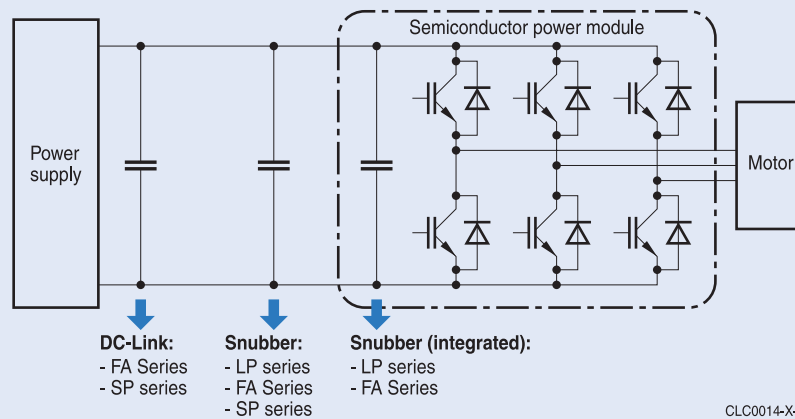 Semiconductor power module
Power
supply
Motor
DC-Link:
- FA Series
- SP series
Snubber:
- LP series
- FA Series
- SP series
Snubber (integrated):
- LP series
- FA Series
CLC0014-X-